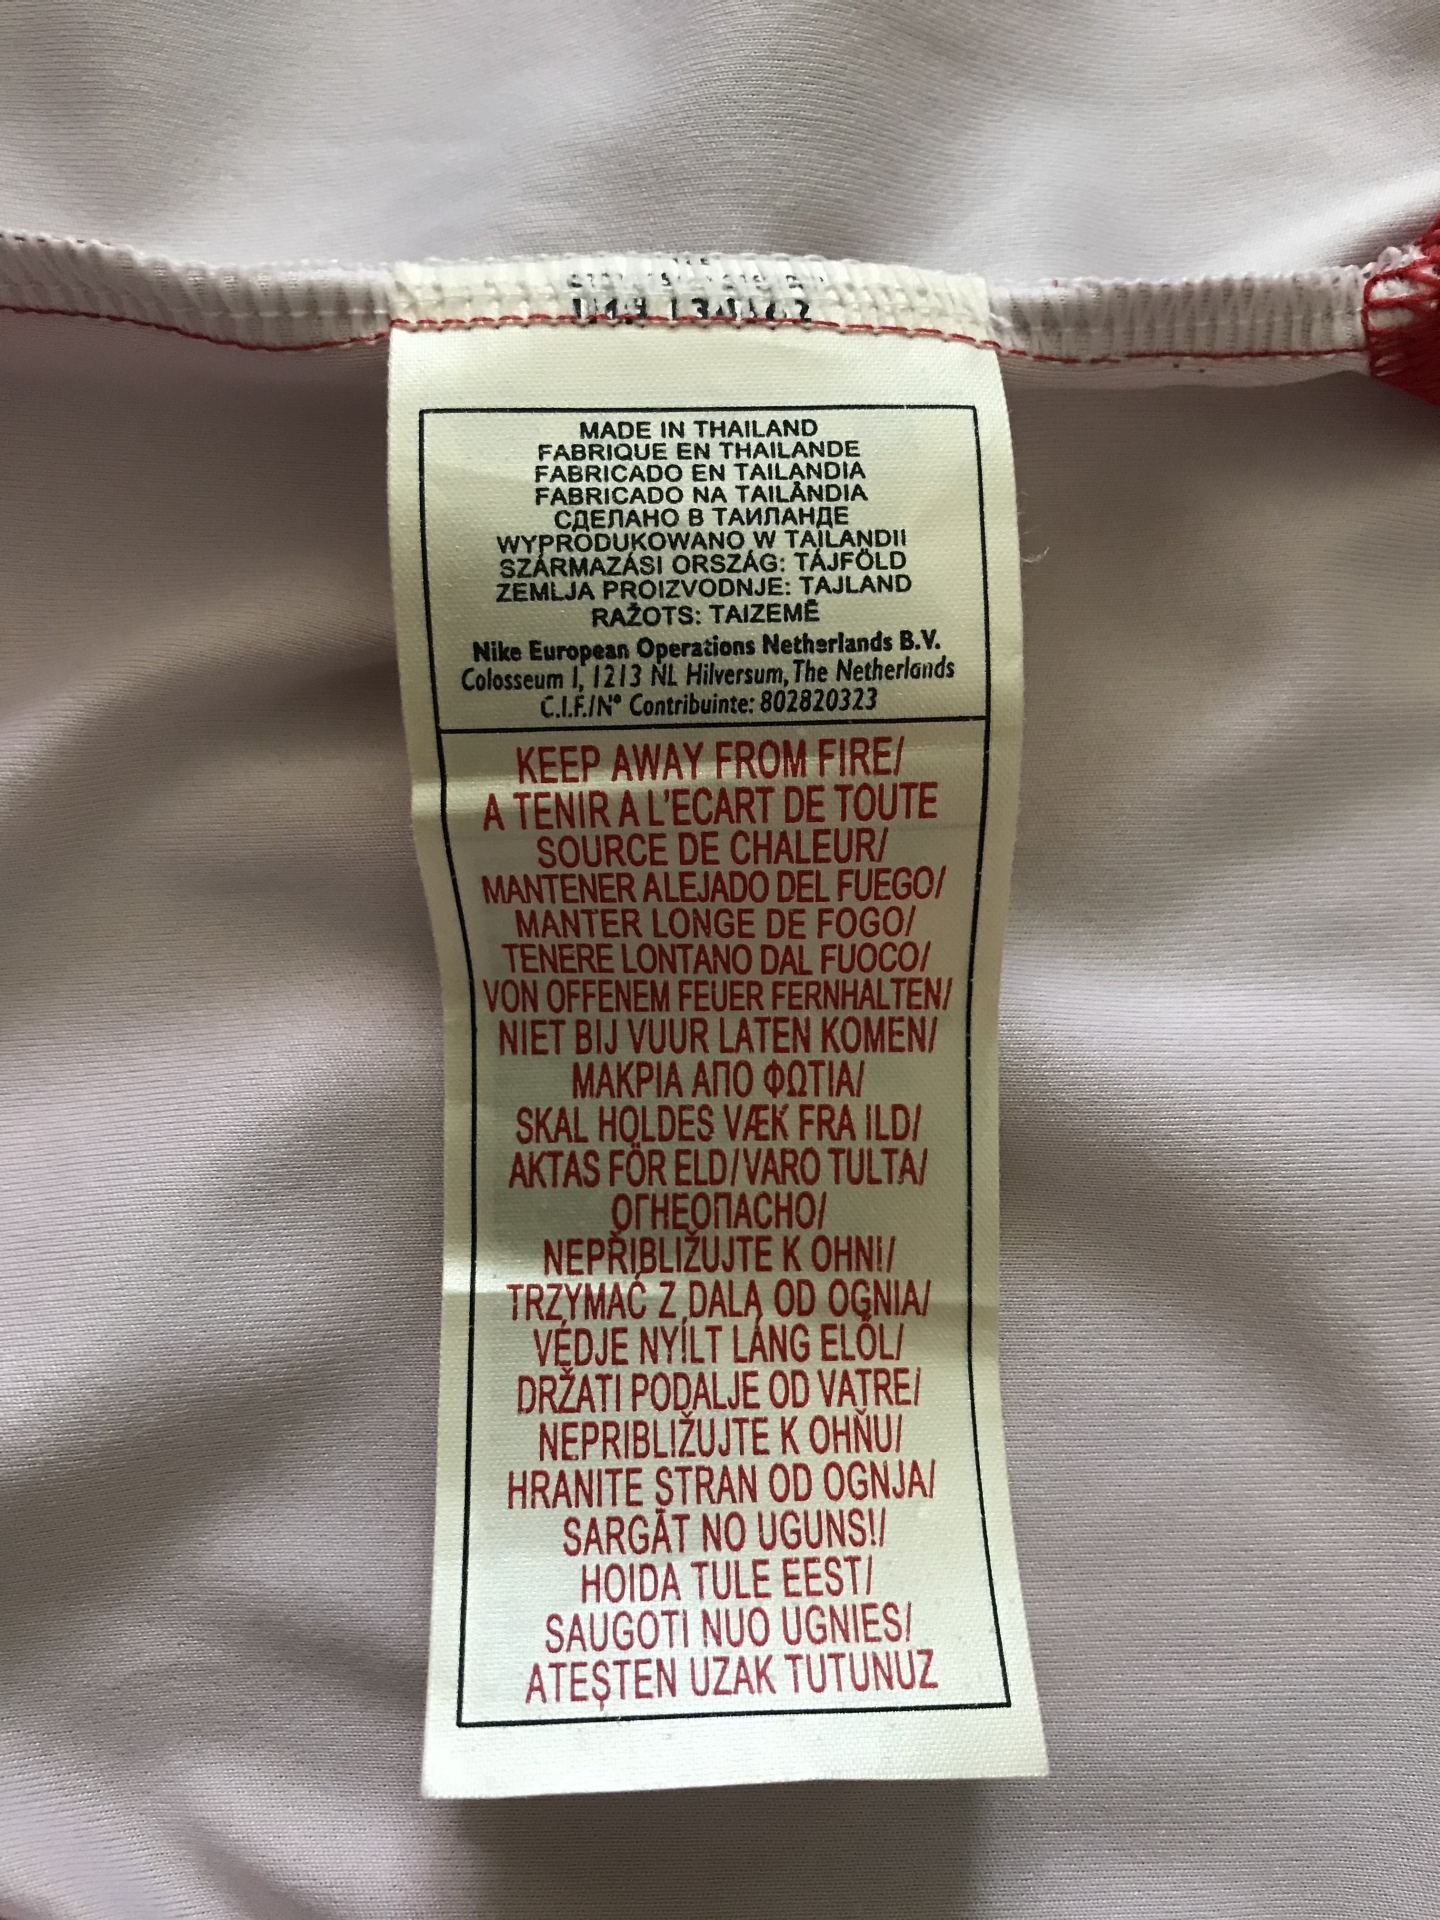 MADE IN THAILAND
FABRIQUE EN THAILANDE
FABRICADO EN TAILANDIA
FABRICADO NA TAILÂNDIA
СДЕЛАНО В ТАИЛАНДЕ
WYPRODUKOWANO W TAILANDII
SZÁRMAZÁSI ORSZÁG: TÁJFÖLD
ZEMLJA PROIZVODNJE: TAJLAND
RAŽOTS: TAIZEMĒ
Nike European Operations Netherlands B.V.
Colosseum 1, 1213 NL Hilversum, The Netherlands
C.I.F./Nº Contribuinte: 802820323
KEEP AWAY FROM FIRE/
A TENIR A L'ECART DE TOUTE
SOURCE DE CHALEUR/
MANTENER ALEJADO DEL FUEGO/
MANTER LONGE DE FOGO/
TENERE LONTANO DAL FUOCO/
VON OFFENEM FEUER FERNHALTEN/
NIET BIJ VUUR LATEN KOMEN/
ΜΑΚΡΙΑ ΑΠΟ ΦΩΤΙΑ/
SKAL HOLDES VÆK FRA ILD/
AKTAS FÖR ELD/VARO TULTA/
ОГНЕОПАСНО/
NEPŘIBLIŽUJTE K OHNI/
TRZYMAĆ Z DALA OD OGNIA/
VÉDJE NYÍLT LÁNG ELŐL/
DRŽATI PODALJE OD VATRE/
NEPRIBLIŽUJTE K OHŇU/
HRANITE STRAN OD OGNJA/
SARGĀT NO UGUNS!/
HOIDA TULE EEST/
SAUGOTI NUO UGNIES/
ATEŞTEN UZAK TUTUNUZ